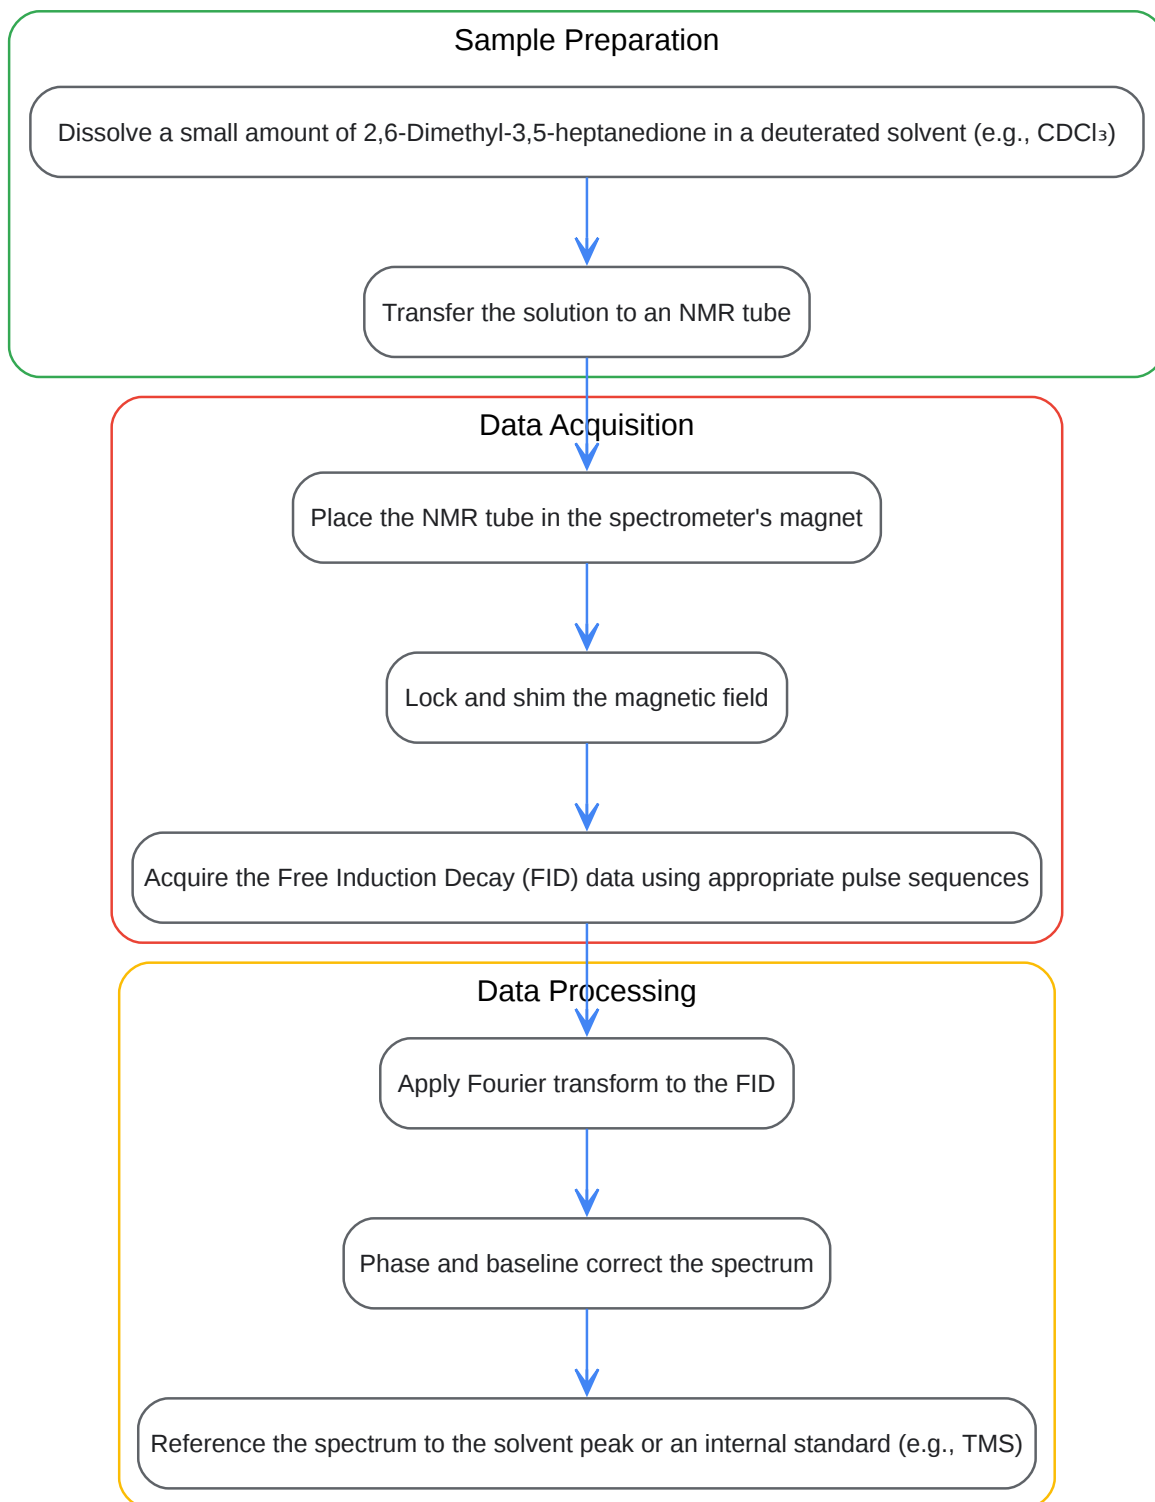 Sample Preparation
Dissolve a small amount of 2,6-Dimethyl-3,5-heptanedione in a deuterated solvent (e.g., CDCl₃)
Transfer the solution to an NMR tube
Data Acquisition
Place the NMR tube in the spectrometer's magnet
Lock and shim the magnetic field
Acquire the Free Induction Decay (FID) data using appropriate pulse sequences
Data Processing
Apply Fourier transform to the FID
Phase and baseline correct the spectrum
Reference the spectrum to the solvent peak or an internal standard (e.g., TMS)